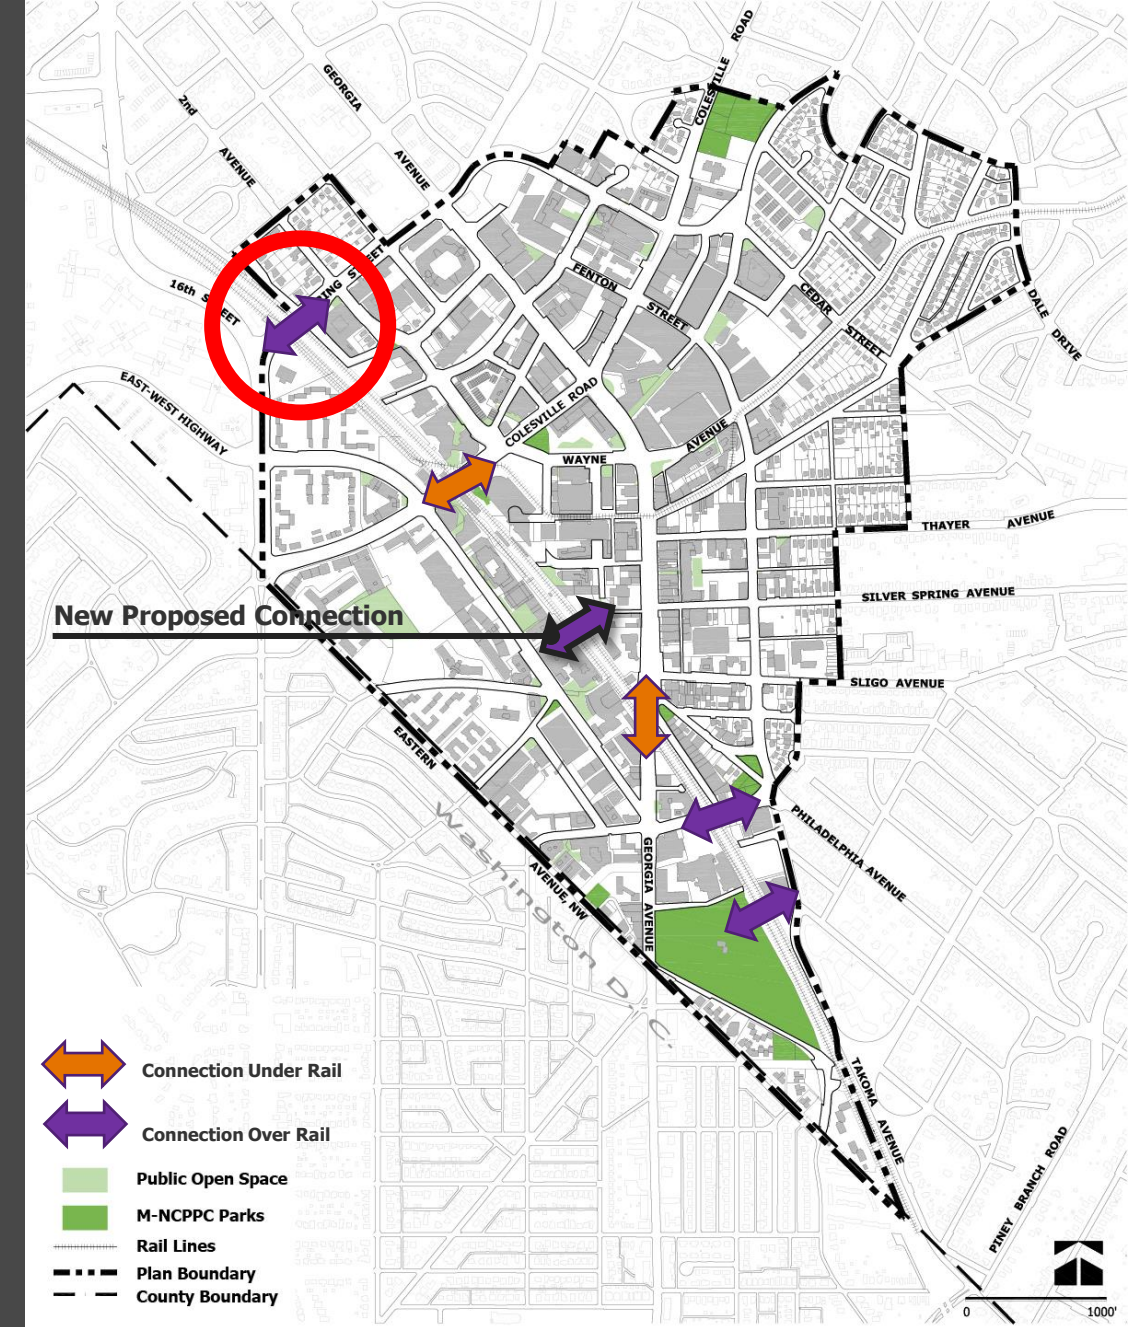 COLESVILLE ROAD
GEORGIA AVENUE
2nd AVENUE
16th S EET
ING STREET
FENTON STREET
CEDAR STREET
DALE DRIVE
EAST-WEST HIGHWAY
COLESVILLE ROAD
WAYNE AVENUE
THAYER AVENUE
SILVER SPRING AVENUE
New Proposed Connection
SLIGO AVENUE
EASTERN AVENUE, NW
Washington D. C.
PHILADELPHIA AVENUE
GEORGIA AVENUE
TAKOMA AVENUE
PINEY BRANCH ROAD
Connection Under Rail
Connection Over Rail
Public Open Space
M-NCPPC Parks
Rail Lines
Plan Boundary
County Boundary
0 1000'